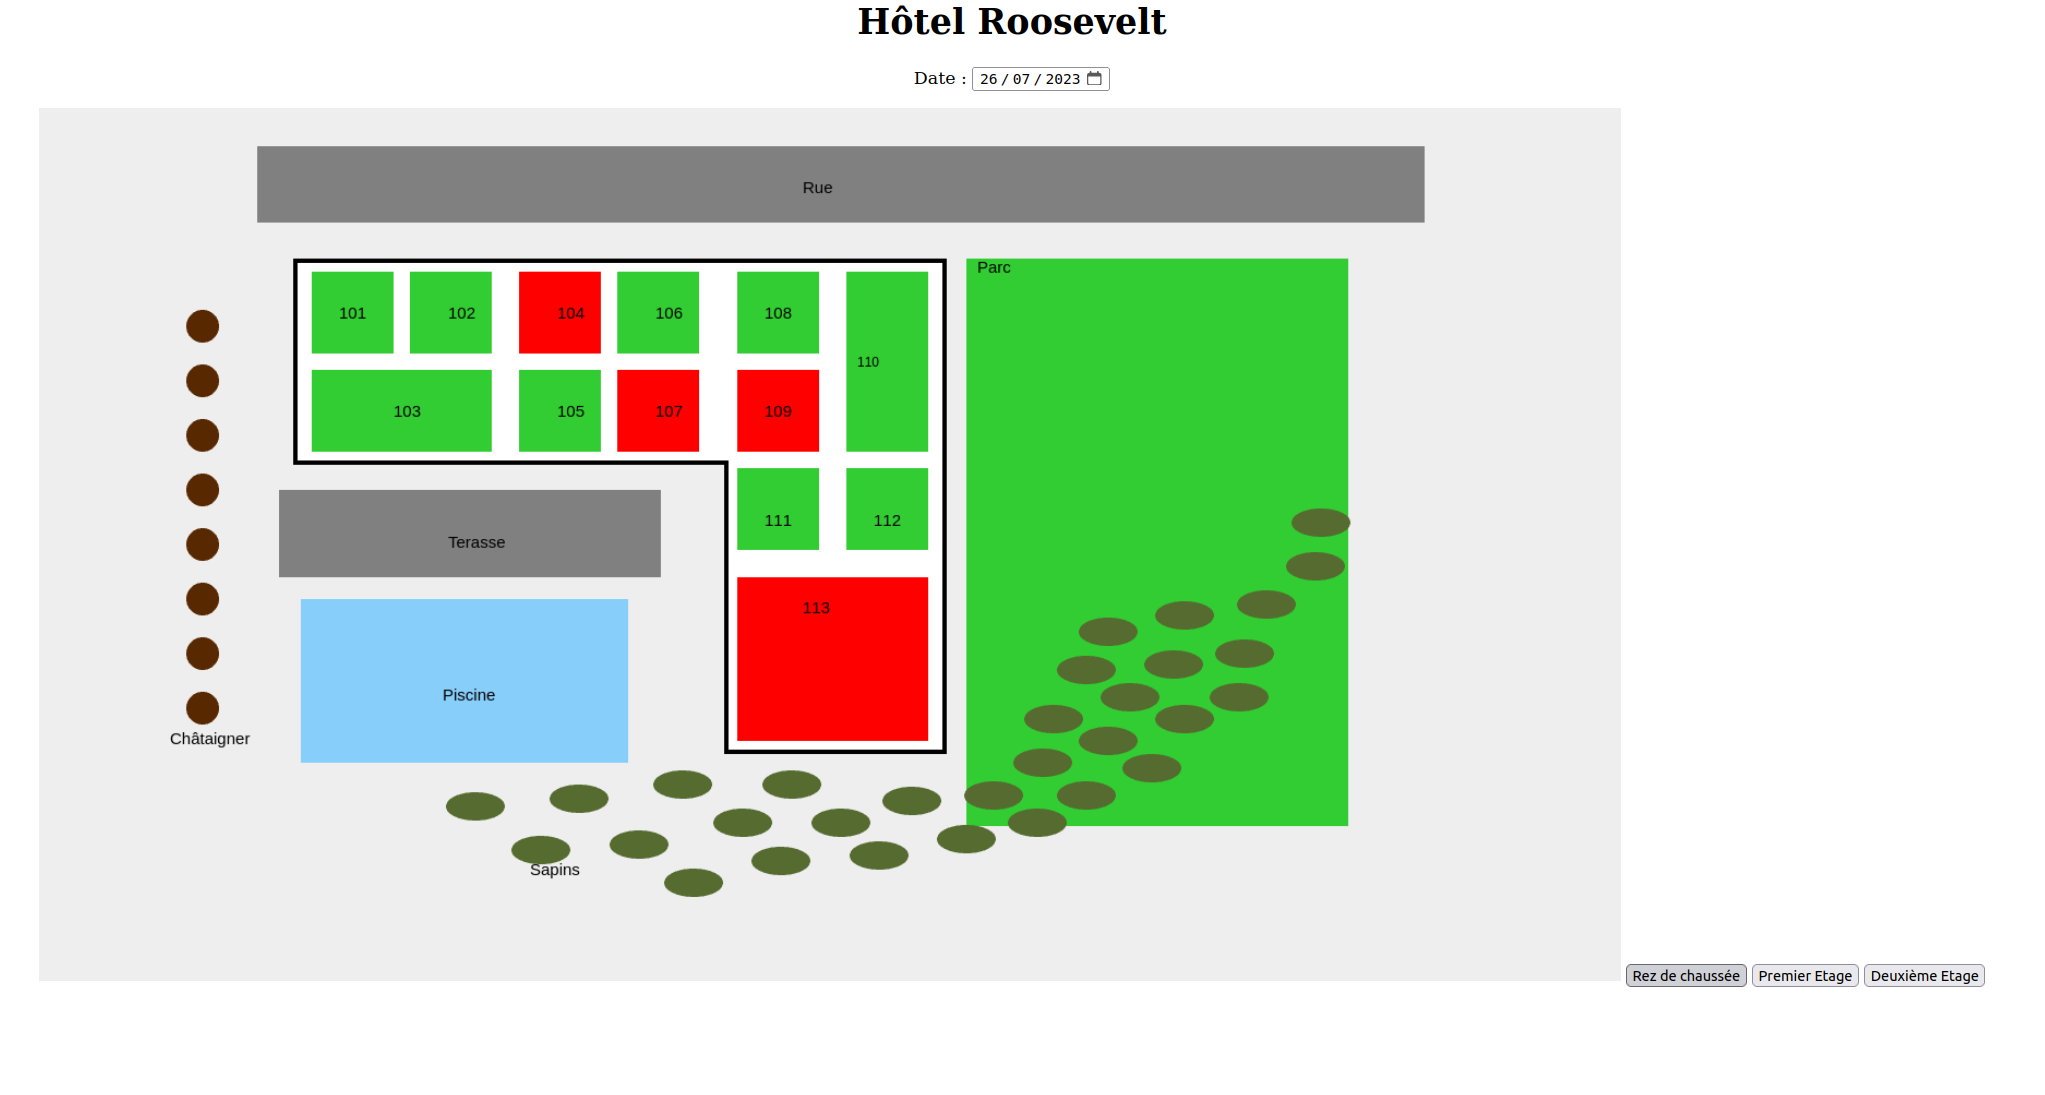 Hôtel Roosevelt
Date : 26/07/2023
Rue
Parc
101 102 104 106 108
110
103 105 107 109
111 112
Terasse
113
Piscine
Châtaigner
Sapins
Rez de chaussée Premier Etage Deuxième Etage